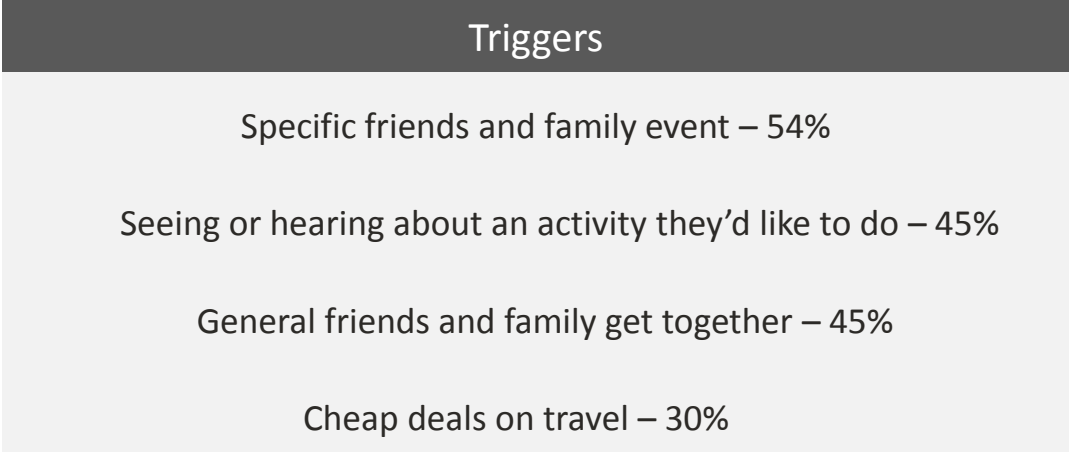 Triggers
Specific friends and family event – 54%
Seeing or hearing about an activity they’d like to do – 45%
General friends and family get together – 45%
Cheap deals on travel – 30%